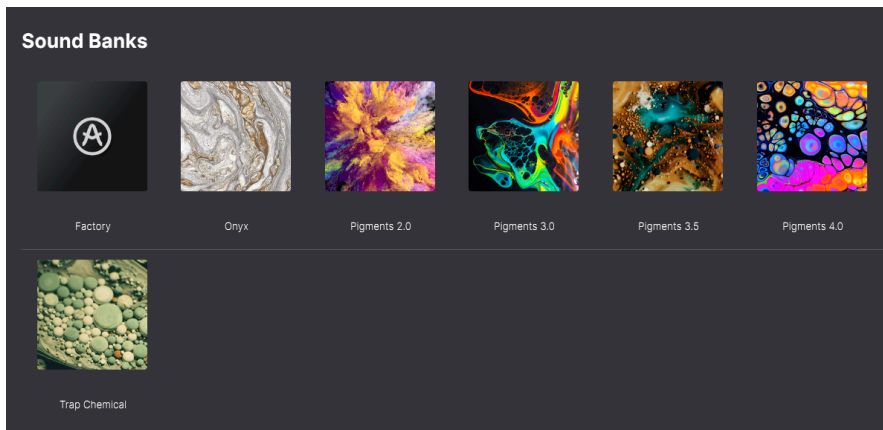 Sound Banks
Factory
Onyx
Pigments 2.0
Pigments 3.0
Pigments 3.5
Pigments 4.0
Trap Chemical